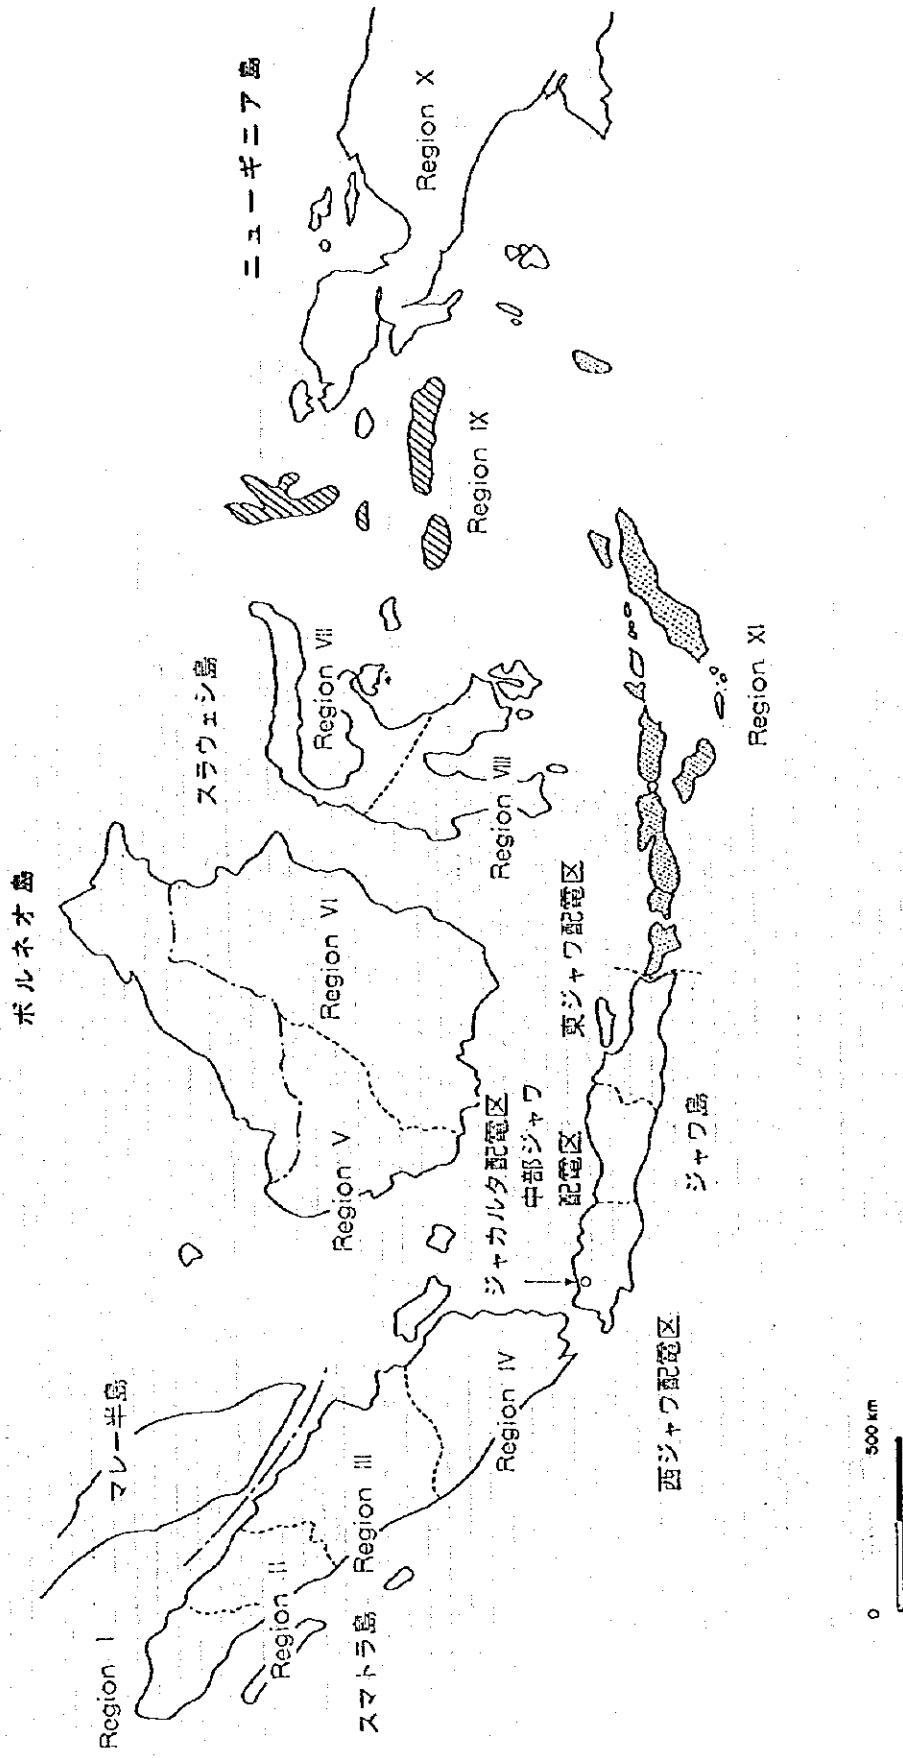 ボルネオ島
ニューギニア島
スラウェシ島
マレー半島
Region I
Region II
Region III
スマトラ島
Region IV
Region V
Region VI
Region VII
Region VIII
Region IX
Region X
Region XI
ジャカルタ配電区
中部ジャワ
配電区
東ジャワ配電区
西ジャワ配電区
ジャワ島
0 500 km